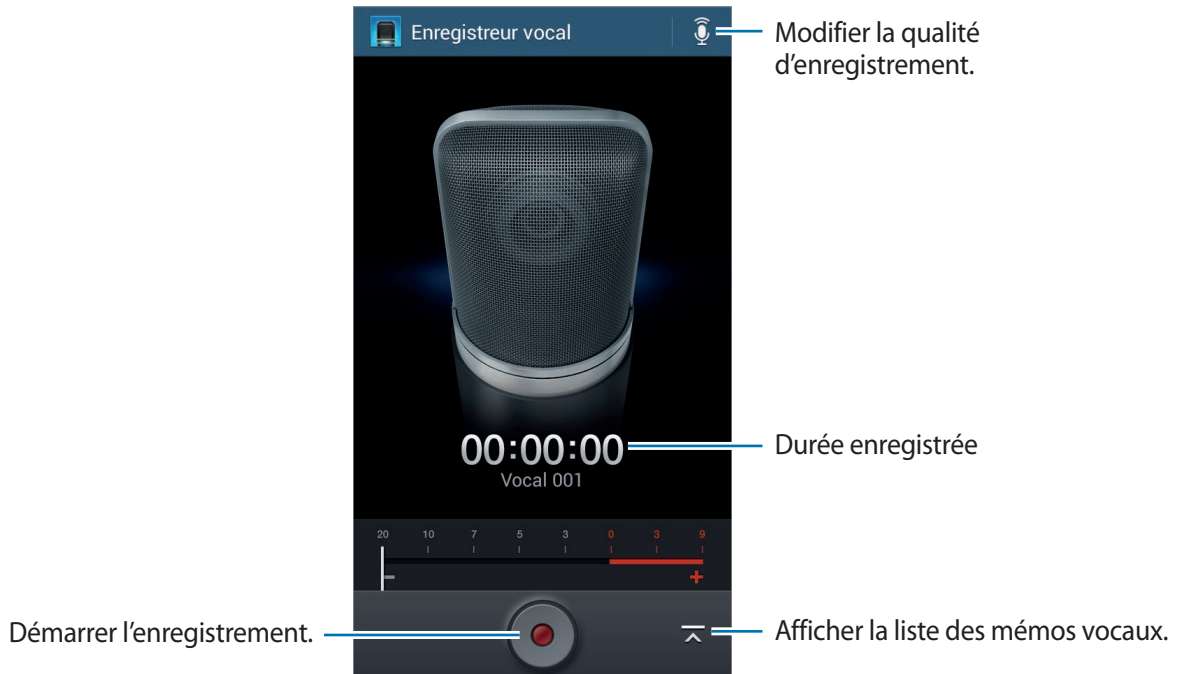 Enregistreur vocal
Modifier la qualité
d'enregistrement.
00:00:00
Durée enregistrée
Vocal 001
20 10 7 5 3 0 3 9
− +
Démarrer l'enregistrement.
Afficher la liste des mémos vocaux.